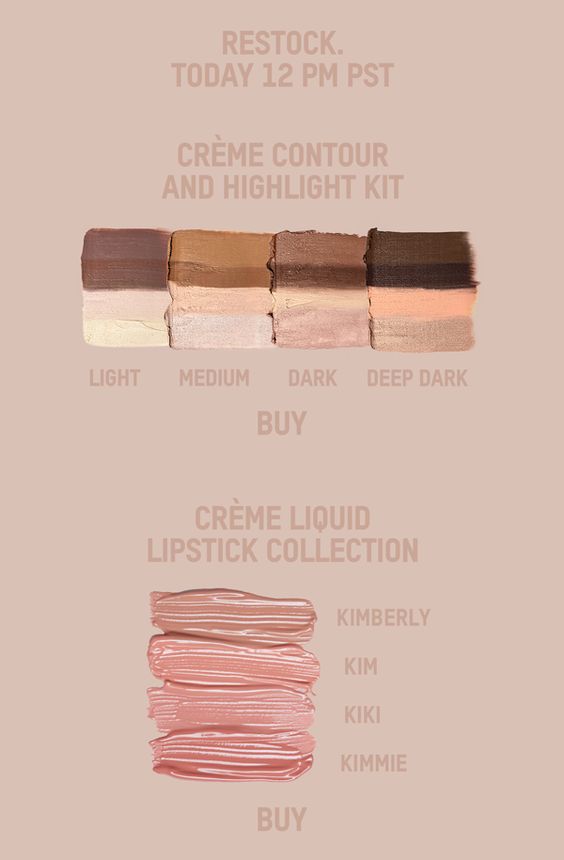 RESTOCK.
TODAY 12 PM PST
CRÈME CONTOUR
AND HIGHLIGHT KIT
LIGHT MEDIUM DARK DEEP DARK
BUY
CRÈME LIQUID
LIPSTICK COLLECTION
KIMBERLY
KIM
KIKI
KIMMIE
BUY